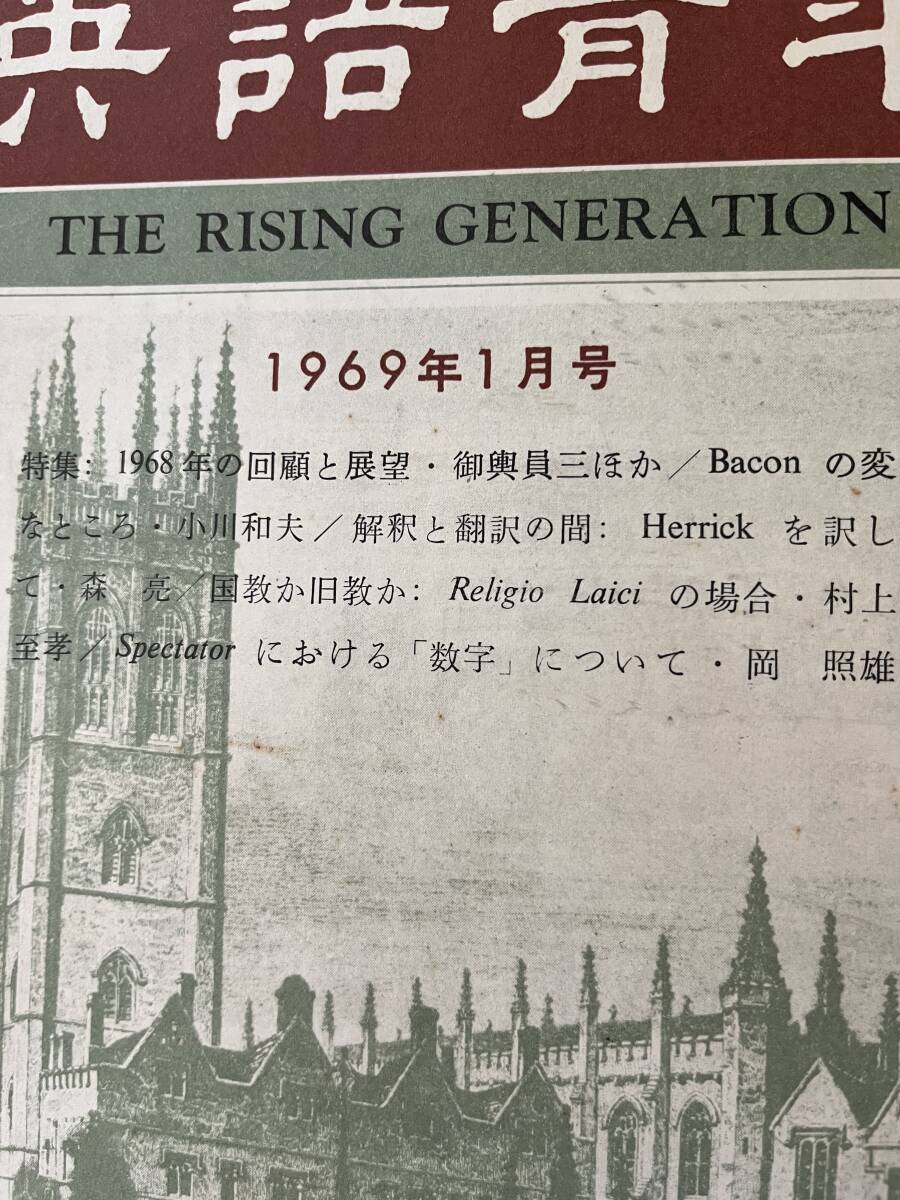 英語青年
THE RISING GENERATION
1969年1月号
特集: 1968年の回顧と展望・御輿員三ほか／Bacon の変
なところ・小川和夫／解釈と翻訳の間: Herrick を訳し
て・森 亮／国教か旧教か: Religio Laici の場合・村上
至孝／Spectator における「数字」について・岡 照雄